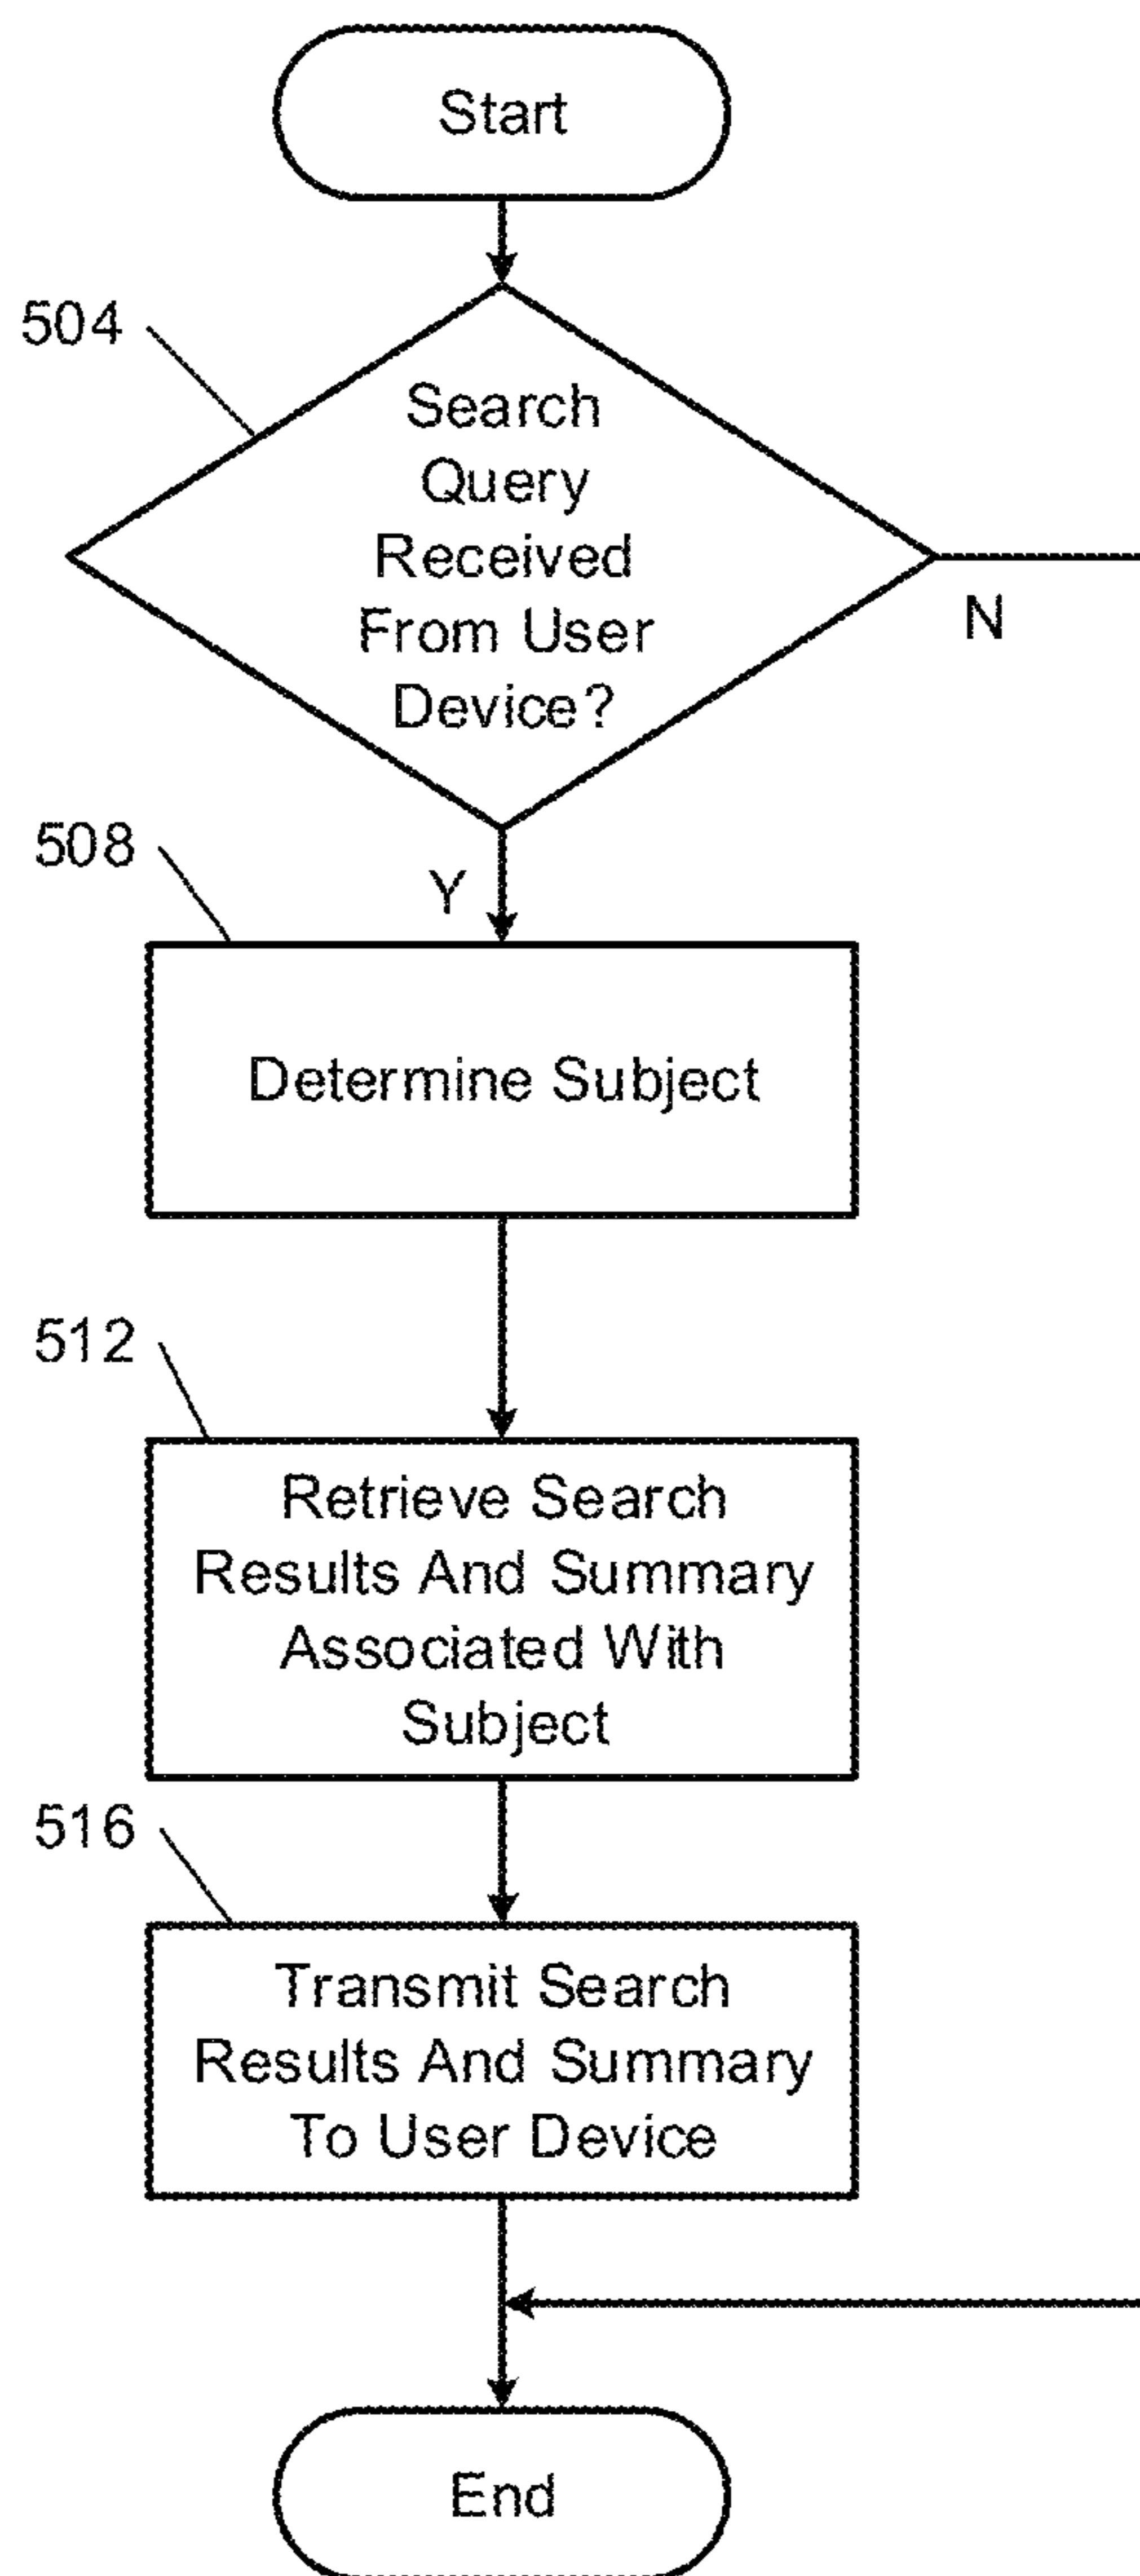 Start
504
Search
Query
Received
From User
Device?
N
Y
508
Determine Subject
512
Retrieve Search
Results And Summary
Associated With
Subject
516
Transmit Search
Results And Summary
To User Device
End